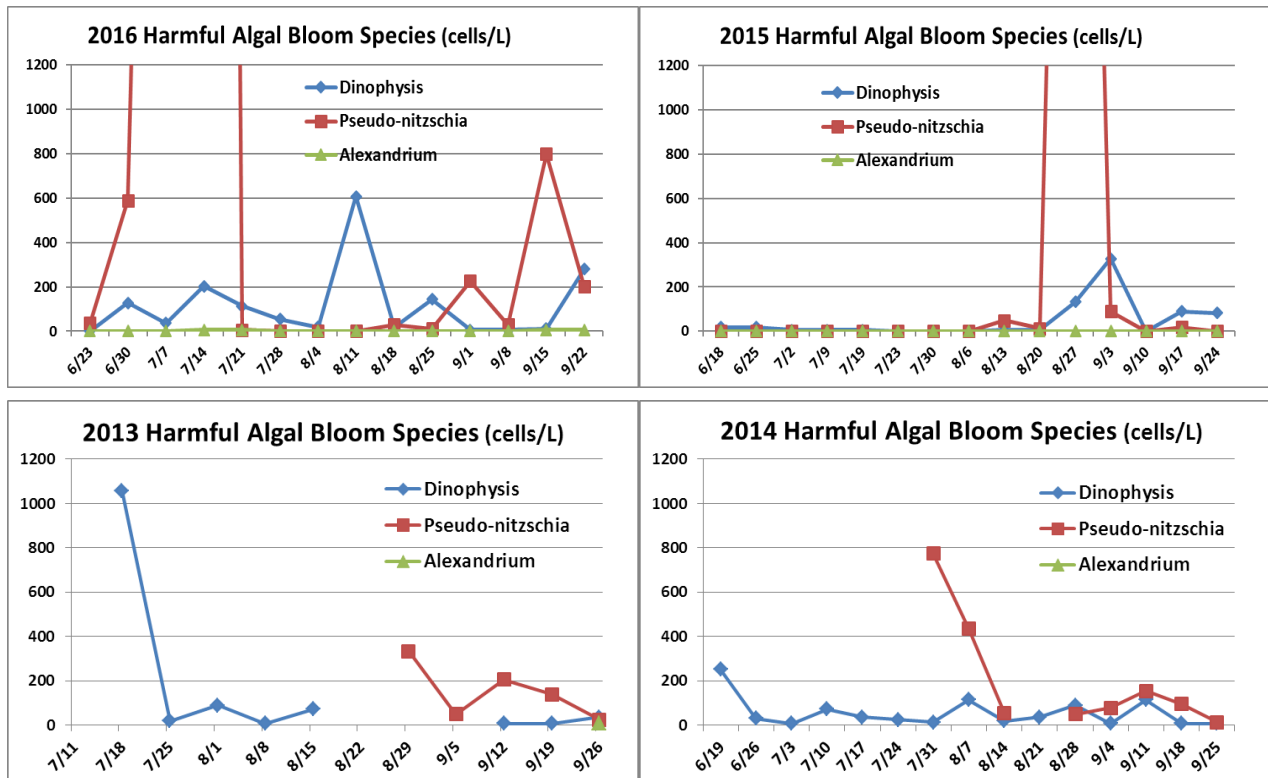 2016 Harmful Algal Bloom Species (cells/L)
1200
1000
800
600
400
200
0
Dinophysis
Pseudo-nitzschia
Alexandrium
6/23 6/30 7/7 7/14 7/21 7/28 8/4 8/11 8/18 8/25 9/1 9/8 9/15 9/22
2015 Harmful Algal Bloom Species (cells/L)
1200
1000
800
600
400
200
0
Dinophysis
Pseudo-nitzschia
Alexandrium
6/18 6/25 7/2 7/9 7/19 7/23 7/30 8/6 8/13 8/20 8/27 9/3 9/10 9/17 9/24
2013 Harmful Algal Bloom Species (cells/L)
1200
1000
800
600
400
200
0
Dinophysis
Pseudo-nitzschia
Alexandrium
7/11 7/18 7/25 8/1 8/8 8/15 8/22 8/29 9/5 9/12 9/19 9/26
2014 Harmful Algal Bloom Species (cells/L)
1200
1000
800
600
400
200
0
Dinophysis
Pseudo-nitzschia
Alexandrium
6/19 6/26 7/3 7/10 7/17 7/24 7/31 8/7 8/14 8/21 8/28 9/4 9/11 9/18 9/25